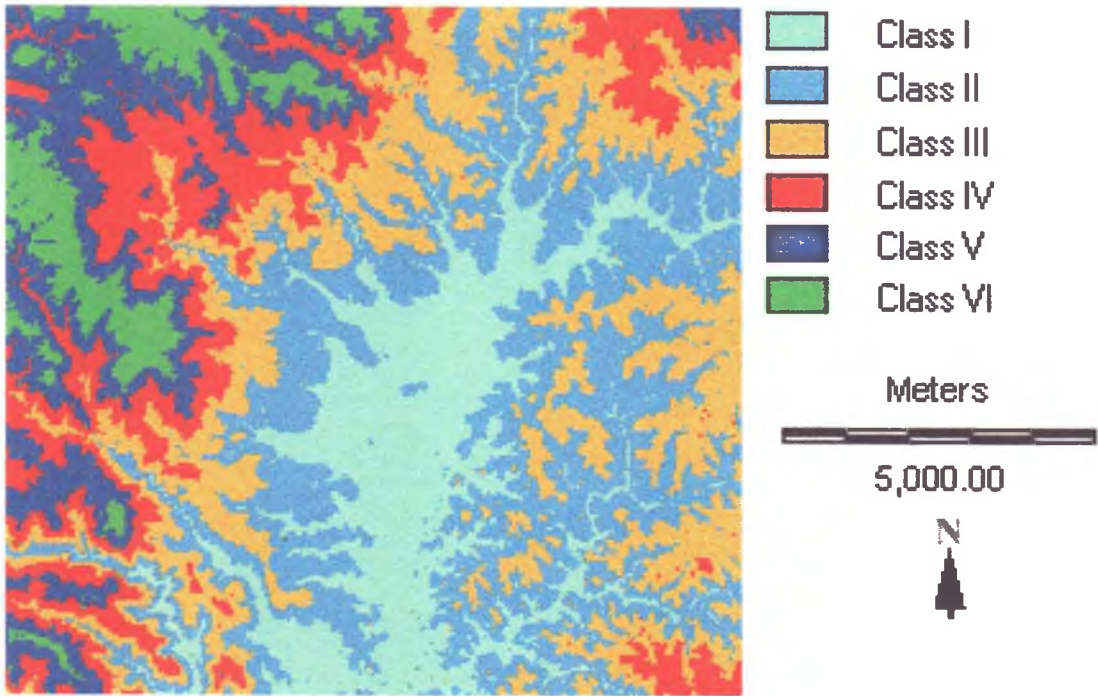 Class I
Class II
Class III
Class IV
Class V
Class VI
Meters
5,000.00
N